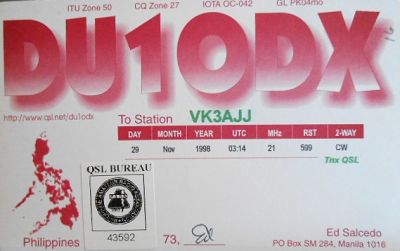 ITU Zone 50 CQ Zone 27 IOTA OC-042 GL PK04mo
DU1ODX
16
http://www.qsl.net/du1odx
To Station VK3AJJ
DAY MONTH YEAR UTC MHz RST 2-WAY
29 Nov 1998 03:14 21 599 CW
Tnx QSL
QSL BUREAU
43592
73, Ed
Ed Salcedo
Philippines
PO Box SM 284, Manila 1016